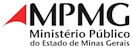 MPMG
Ministério Público
do Estado de Minas Gerais